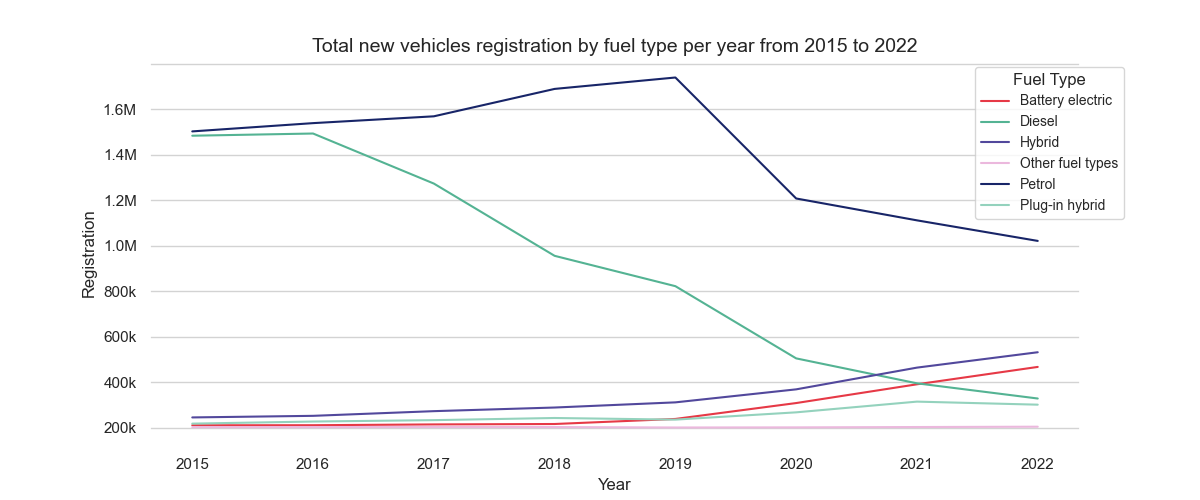 Total new vehicles registration by fuel type per year from 2015 to 2022
Fuel Type
Battery electric
Diesel
Hybrid
Other fuel types
Petrol
Plug-in hybrid
Registration
1.6M
1.4M
1.2M
1.0M
800k
600k
400k
200k
2015 2016 2017 2018 2019 2020 2021 2022
Year